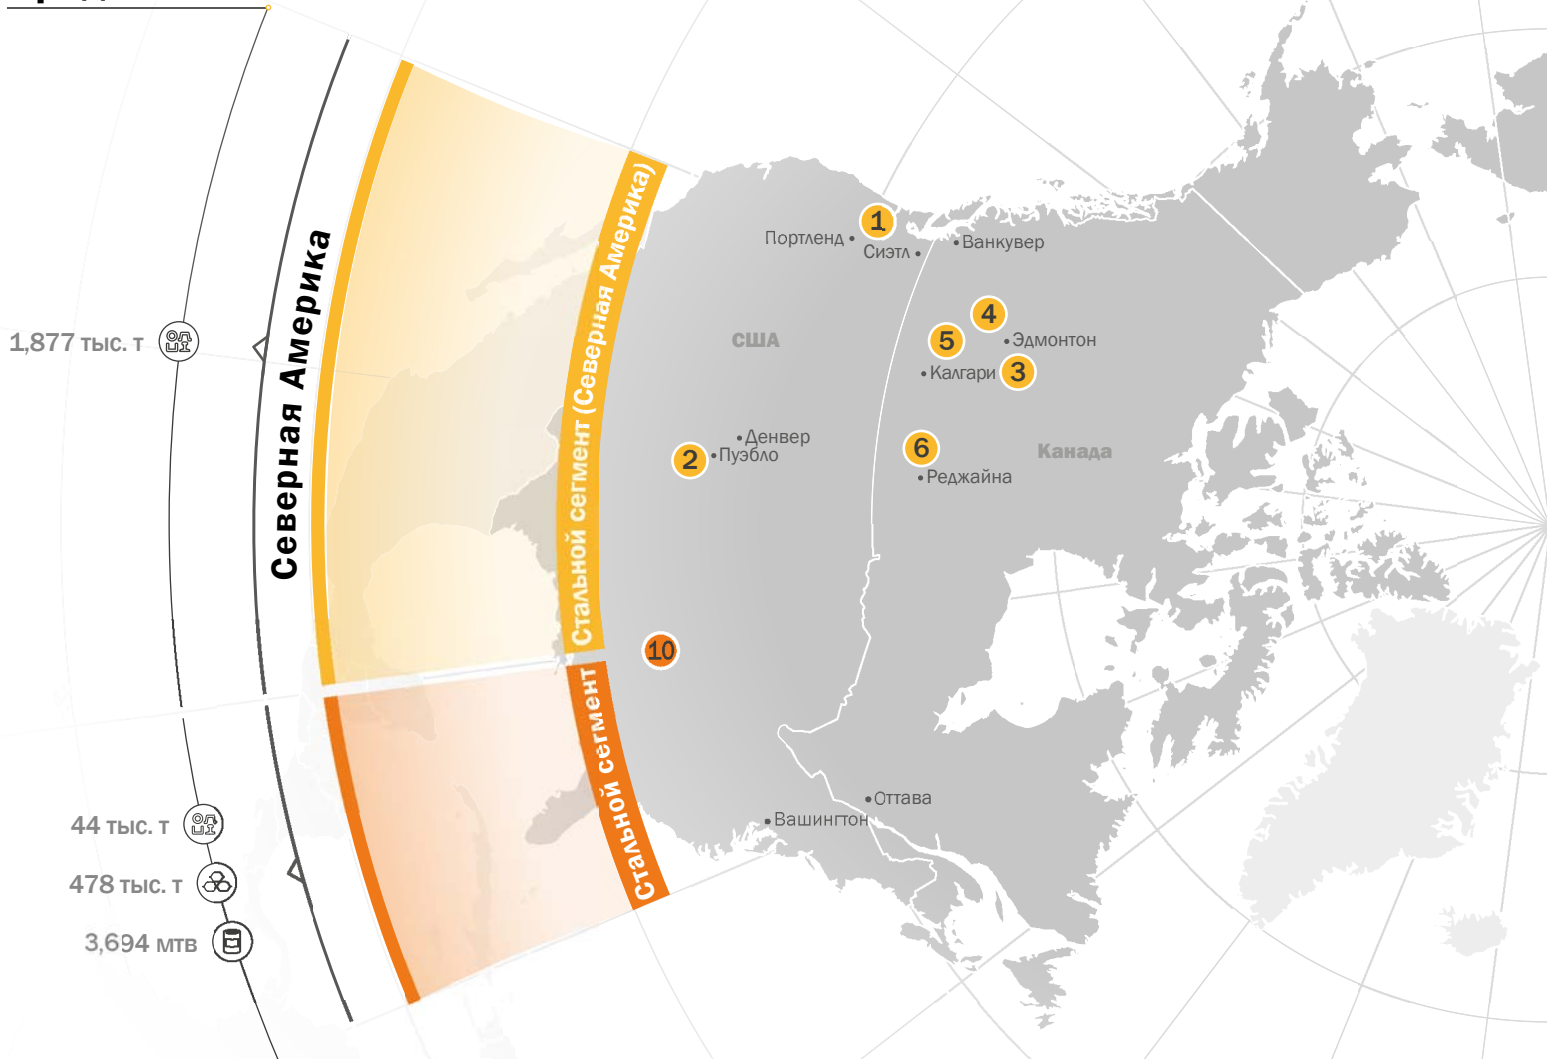 1,877 тыс. т
44 тыс. т
478 тыс. т
3,694 мтв
Северная Америка
Стальной сегмент (Северная Америка)
Стальной сегмент
1
Портленд
Сиэтл
Ванкувер
4
США
5
Эдмонтон
Калгари
3
Денвер
2
Пуэбло
6
Канада
Реджайна
10
Оттава
Вашингтон